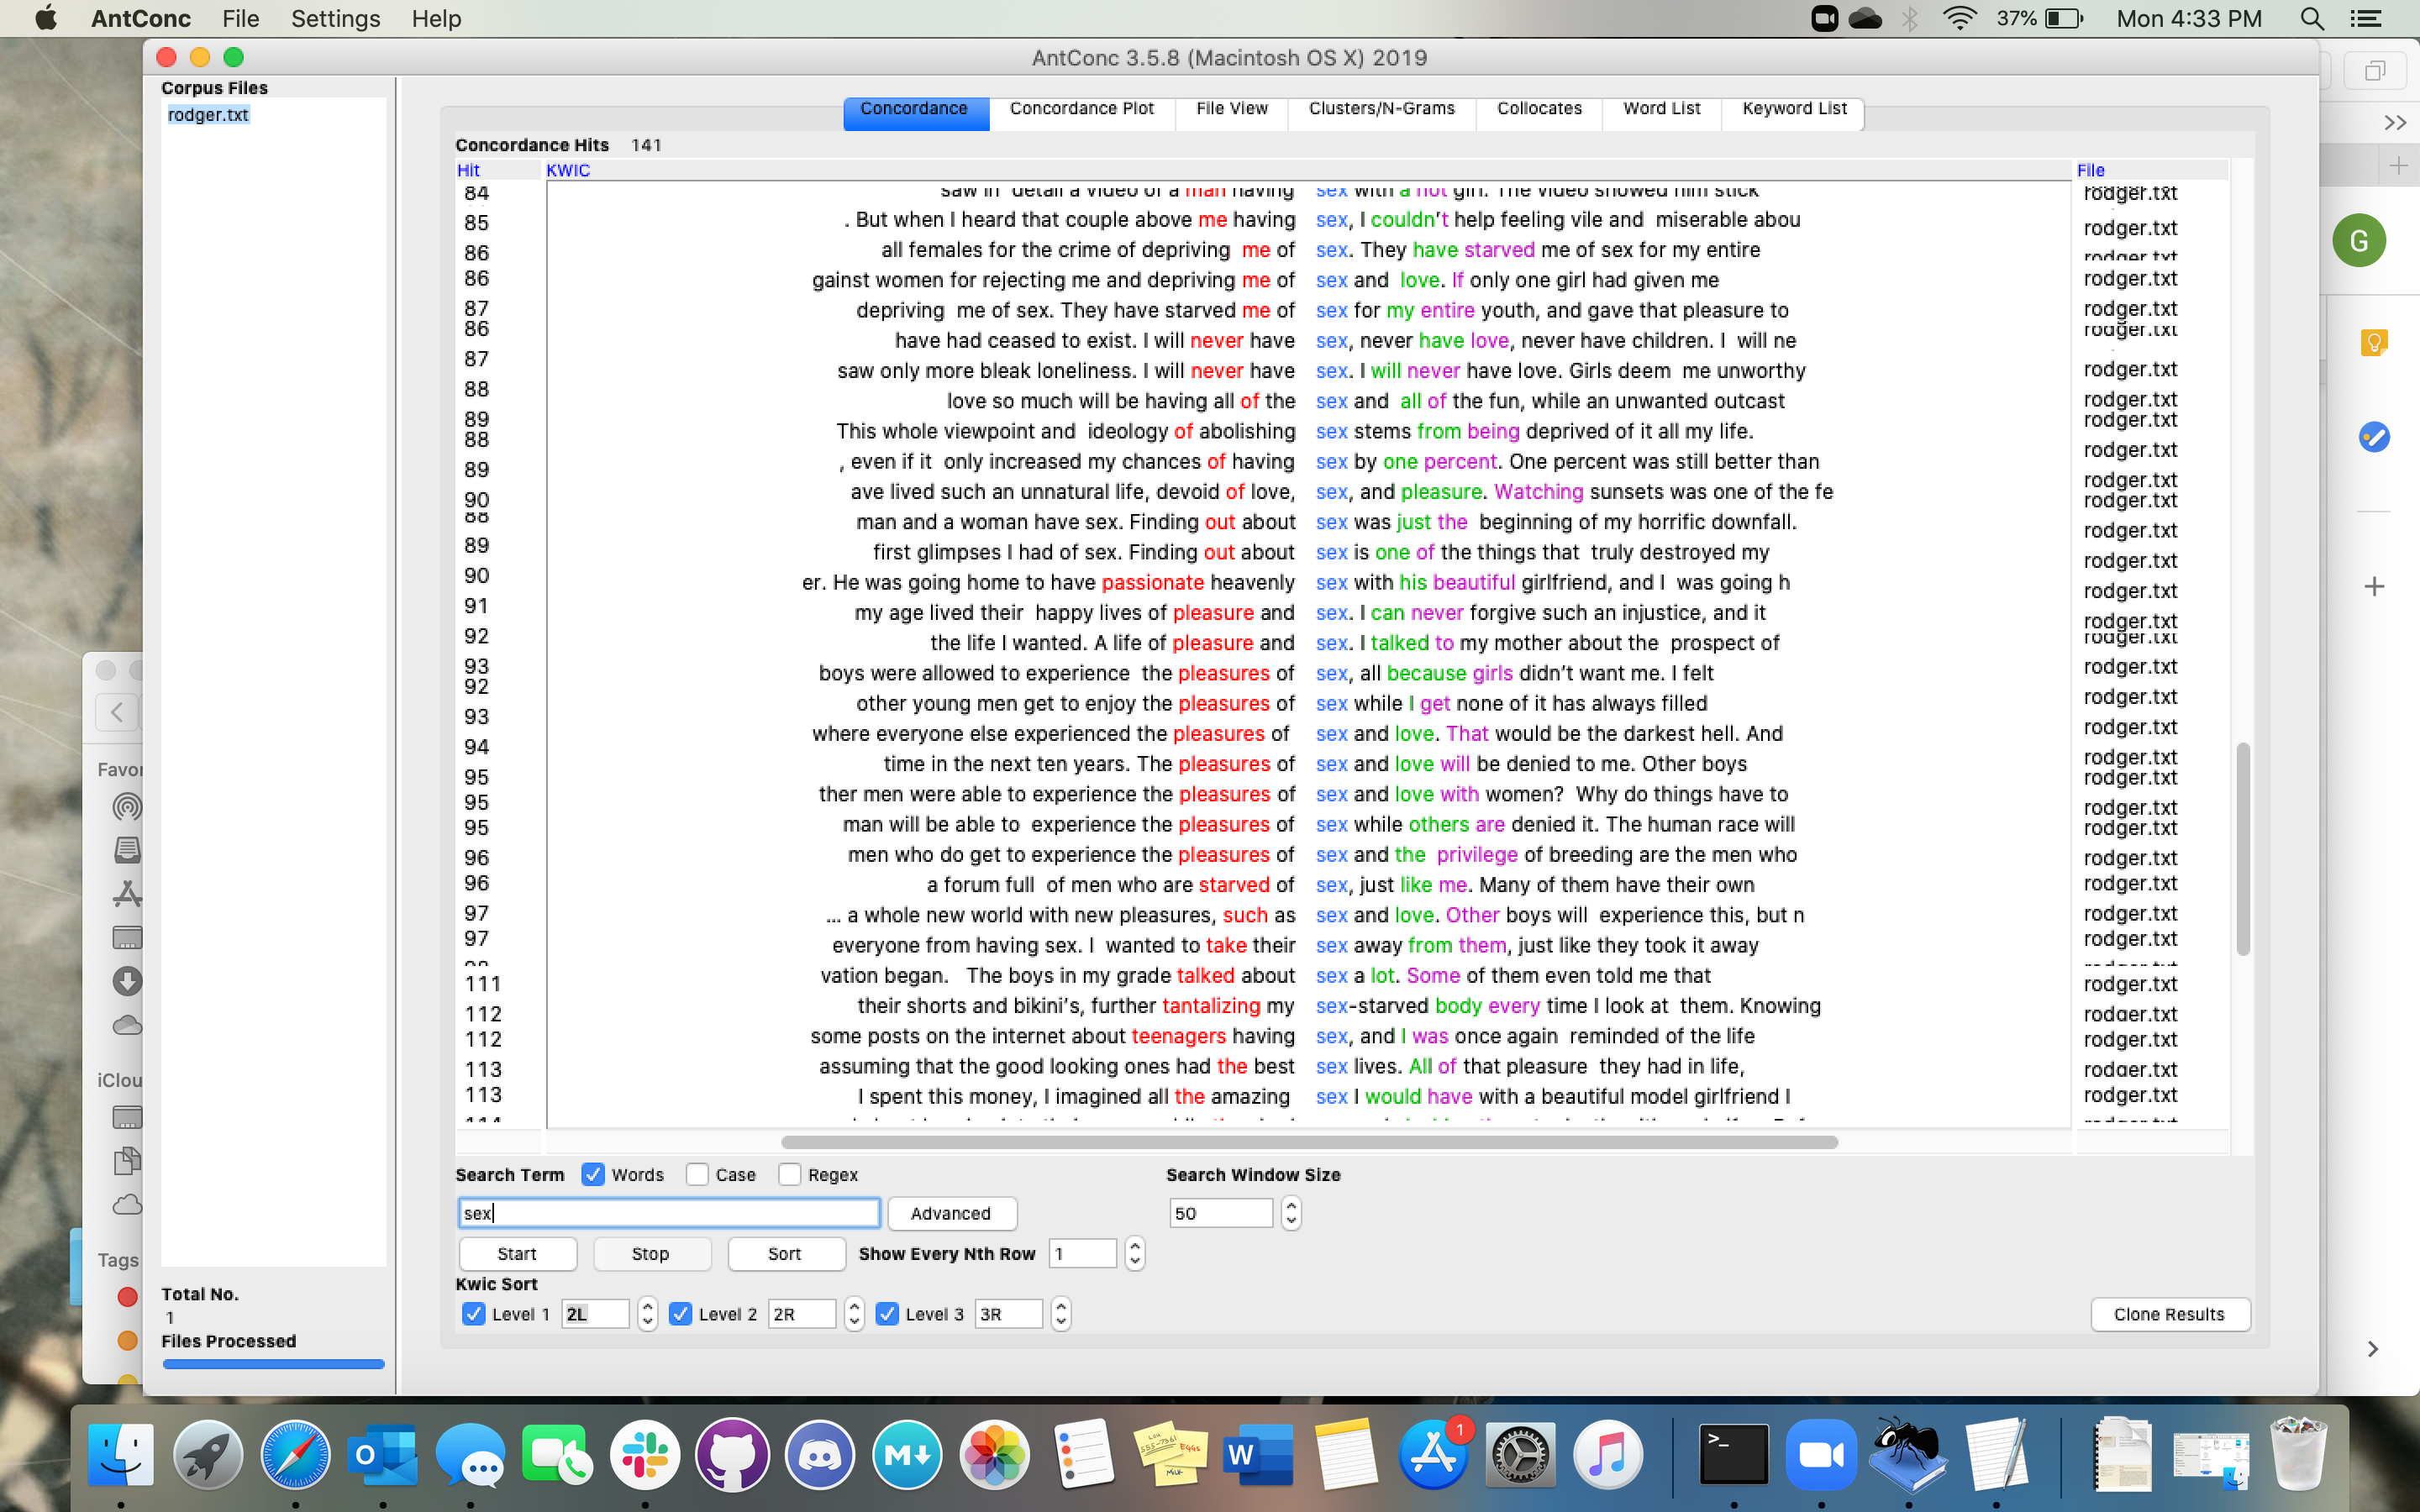 AntConc File Settings Help 37% Mon 4:33 PM
AntConc 3.5.8 (Macintosh OS X) 2019
Corpus Files
rodger.txt
Concordance Concordance Plot File View Clusters/N-Grams Collocates Word List Keyword List
Concordance Hits 141
Hit KWIC File
84 saw in detail a video of a man having sex with a hot girl. The video showed him stick rodger.txt
85 . But when I heard that couple above me having sex, I couldn't help feeling vile and miserable abou rodger.txt
86 all females for the crime of depriving me of sex. They have starved me of sex for my entire rodger.txt
86 gainst women for rejecting me and depriving me of sex and love. If only one girl had given me rodger.txt
87 depriving me of sex. They have starved me of sex for my entire youth, and gave that pleasure to rodger.txt
86 have had ceased to exist. I will never have sex, never have love, never have children. I will ne rodger.txt
87 saw only more bleak loneliness. I will never have sex. I will never have love. Girls deem me unworthy rodger.txt
88 love so much will be having all of the sex and all of the fun, while an unwanted outcast rodger.txt
89 rodger.txt
88 This whole viewpoint and ideology of abolishing sex stems from being deprived of it all my life. rodger.txt
89 , even if it only increased my chances of having sex by one percent. One percent was still better than rodger.txt
90 ave lived such an unnatural life, devoid of love, sex, and pleasure. Watching sunsets was one of the fe rodger.txt
88 man and a woman have sex. Finding out about sex was just the beginning of my horrific downfall. rodger.txt
89 first glimpses I had of sex. Finding out about sex is one of the things that truly destroyed my rodger.txt
90 er. He was going home to have passionate heavenly sex with his beautiful girlfriend, and I was going h rodger.txt
91 my age lived their happy lives of pleasure and sex. I can never forgive such an injustice, and it rodger.txt
92 the life I wanted. A life of pleasure and sex. I talked to my mother about the prospect of rodger.txt
93 boys were allowed to experience the pleasures of sex, all because girls didn't want me. I felt rodger.txt
92
93 other young men get to enjoy the pleasures of sex while I get none of it has always filled rodger.txt
94 where everyone else experienced the pleasures of sex and love. That would be the darkest hell. And rodger.txt
95 time in the next ten years. The pleasures of sex and love will be denied to me. Other boys rodger.txt
95 ther men were able to experience the pleasures of sex and love with women? Why do things have to rodger.txt
95 man will be able to experience the pleasures of sex while others are denied it. The human race will rodger.txt
96 men who do get to experience the pleasures of sex and the privilege of breeding are the men who rodger.txt
96 a forum full of men who are starved of sex, just like me. Many of them have their own rodger.txt
97 ... a whole new world with new pleasures, such as sex and love. Other boys will experience this, but n rodger.txt
97 everyone from having sex. I wanted to take their sex away from them, just like they took it away rodger.txt
111 vation began. The boys in my grade talked about sex a lot. Some of them even told me that rodger.txt
112 their shorts and bikini's, further tantalizing my sex-starved body every time I look at them. Knowing rodger.txt
112 some posts on the internet about teenagers having sex, and I was once again reminded of the life rodger.txt
113 assuming that the good looking ones had the best sex lives. All of that pleasure they had in life, rodger.txt
113 I spent this money, I imagined all the amazing sex I would have with a beautiful model girlfriend I rodger.txt
Search Term Words Case Regex Search Window Size
sex Advanced 50
Start Stop Sort Show Every Nth Row 1
Kwic Sort
Level 1 2L Level 2 2R Level 3 3R Clone Results
Total No.
1
Files Processed
Favor
iClou
Tags
G
1